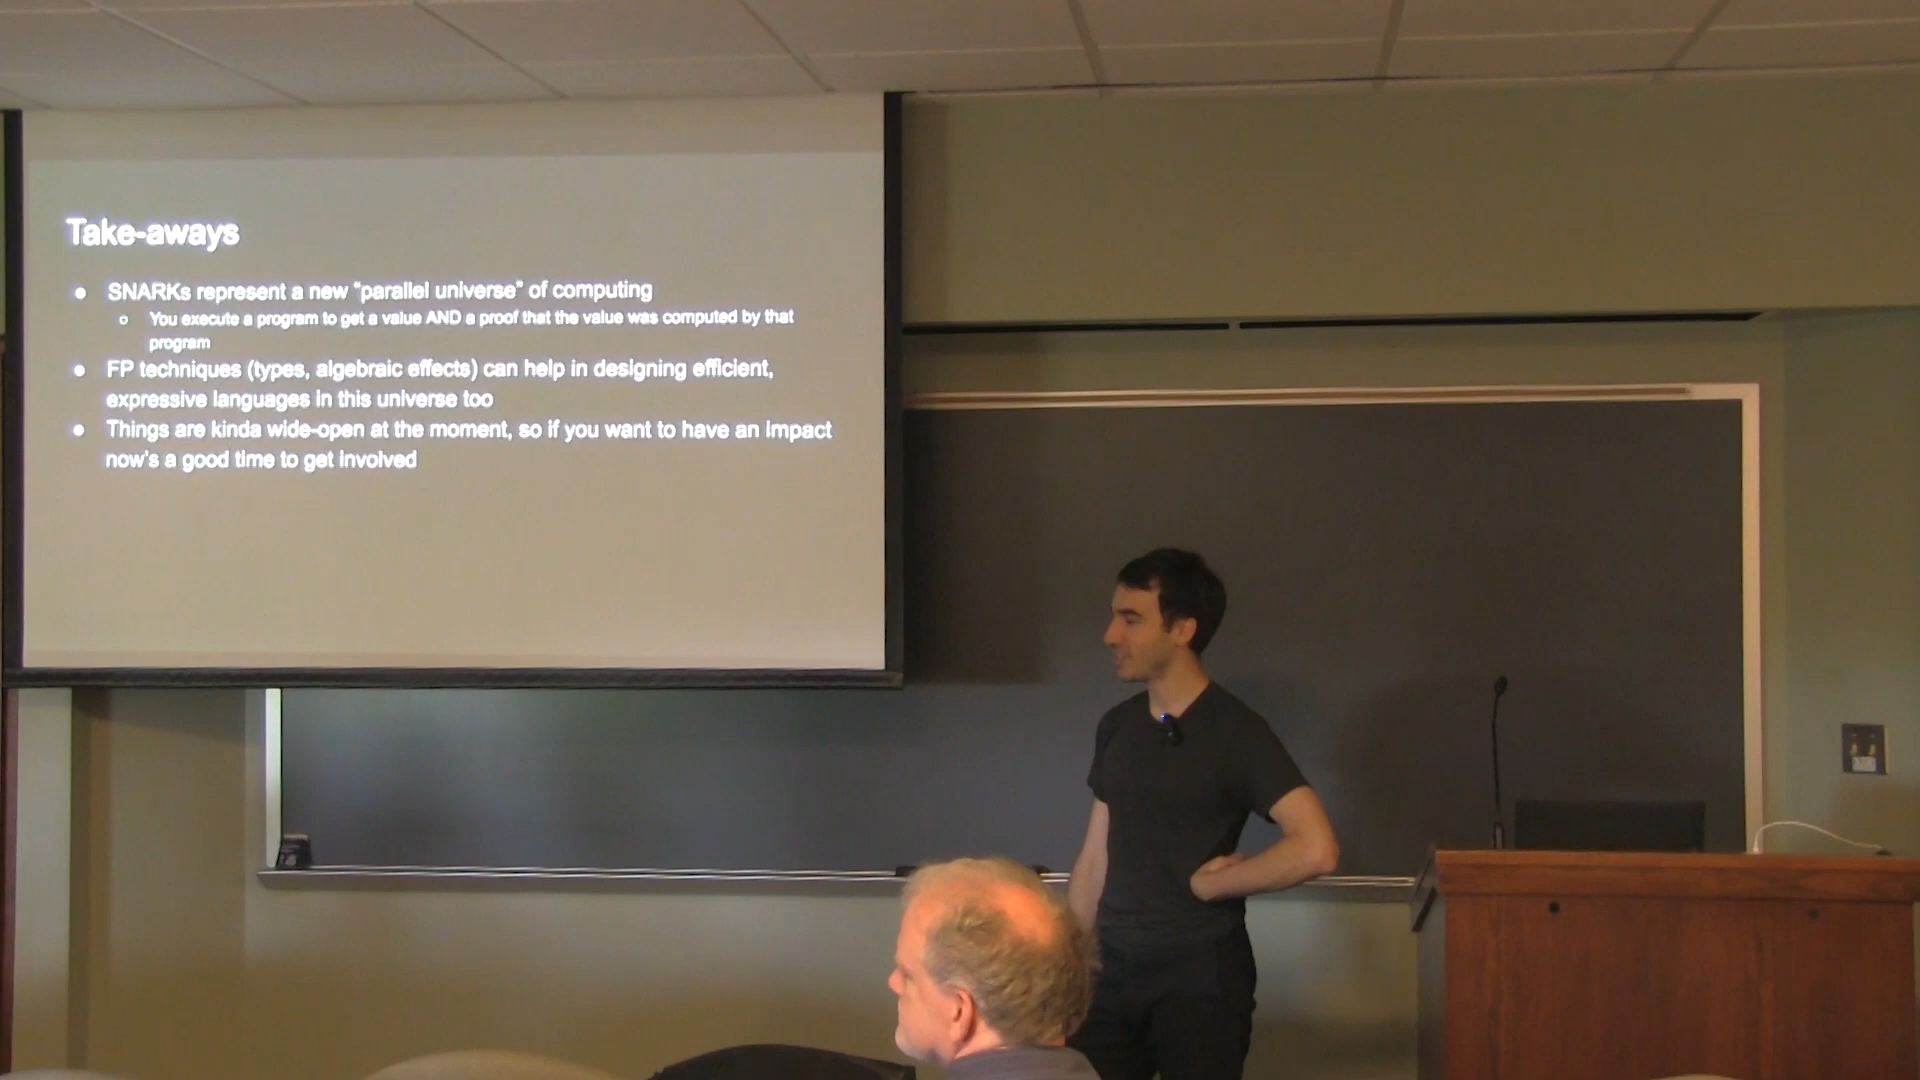 Take-aways
● SNARKs represent a new “parallel universe” of computing
○ You execute a program to get a value AND a proof that the value was computed by that
program
● FP techniques (types, algebraic effects) can help in designing efficient,
expressive languages in this universe too
● Things are kinda wide-open at the moment, so if you want to have an impact
now’s a good time to get involved